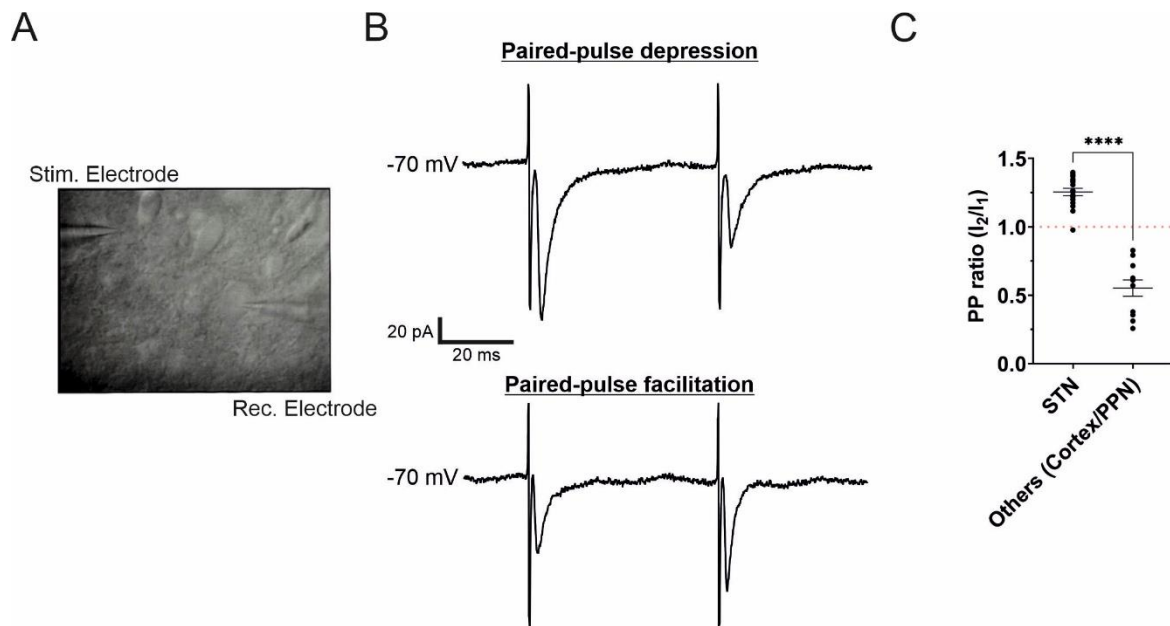 A
Stim. Electrode
Rec. Electrode
B
Paired-pulse depression
-70 mV
20 pA
20 ms
Paired-pulse facilitation
-70 mV
C
****
PP ratio (I₂/I₁)
1.5
1.0
0.5
0.0
STN
Others (Cortex/PPN)